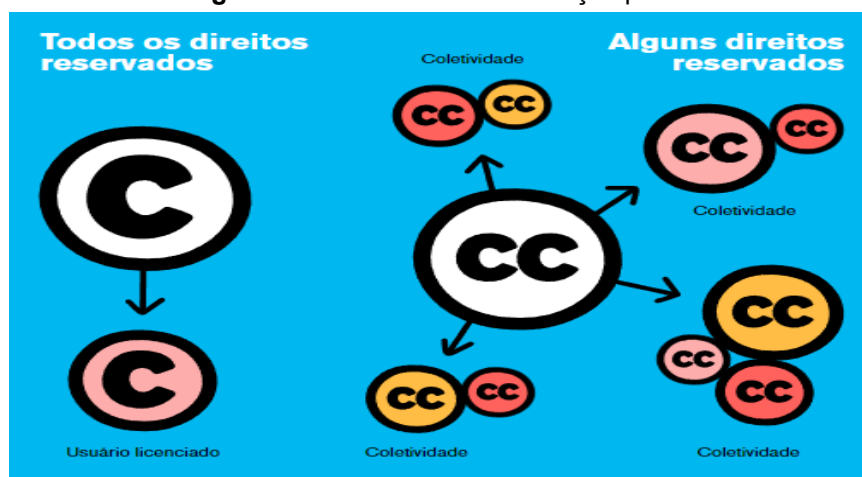 Todos os direitos
reservados
C
C
Usuário licenciado
Coletividade
CC
CC
CC
CC
CC
Coletividade
Alguns direitos
reservados
CC
CC
Coletividade
CC
CC
CC
Coletividade